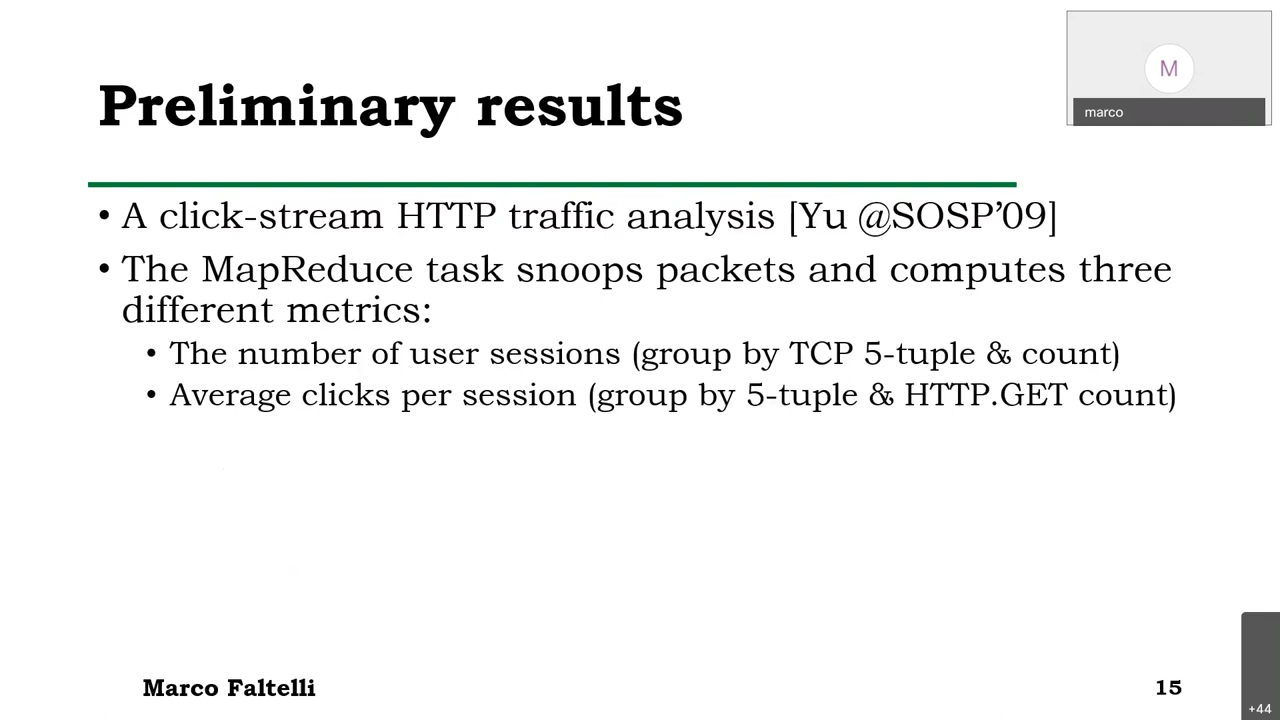 Preliminary results
M
marco
• A click-stream HTTP traffic analysis [Yu @SOSP’09]
• The MapReduce task snoops packets and computes three
different metrics:
• The number of user sessions (group by TCP 5-tuple & count)
• Average clicks per session (group by 5-tuple & HTTP.GET count)
Marco Faltelli
15
+44